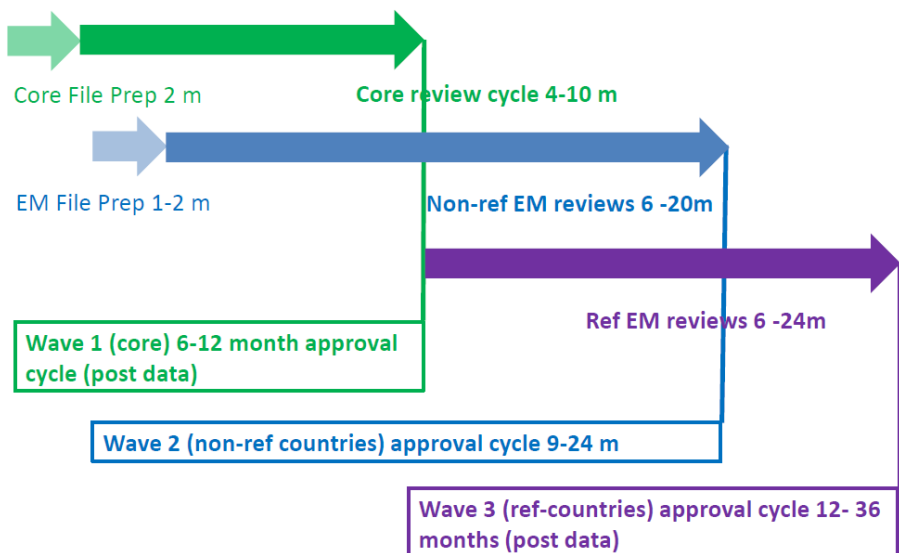 Core File Prep 2 m
Core review cycle 4-10 m
EM File Prep 1-2 m
Non-ref EM reviews 6 -20m
Ref EM reviews 6 -24m
Wave 1 (core) 6-12 month approval
cycle (post data)
Wave 2 (non-ref countries) approval cycle 9-24 m
Wave 3 (ref-countries) approval cycle 12- 36
months (post data)